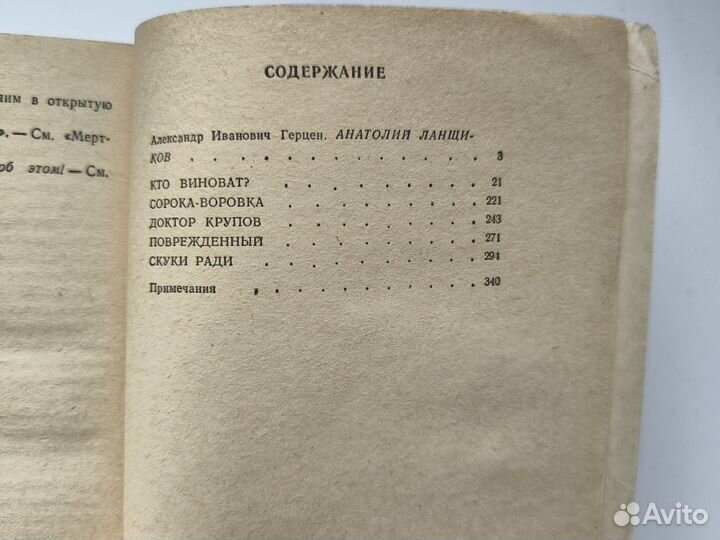 ним в открытую
». — См. «Мерт-
об этом! — См.
СОДЕРЖАНИЕ
Александр Иванович Герцен. АНАТОЛИЙ ЛАНЩИ-
КОВ . . . . . . . . . . . . 3
КТО ВИНОВАТ? . . . . . . . . 21
СОРОКА-ВОРОВКА . . . . . . . 221
ДОКТОР КРУПОВ . . . . . . . 243
ПОВРЕЖДЕННЫЙ . . . . . . . 271
СКУКИ РАДИ . . . . . . . . 294
Примечания . . . . . . . . . 340
Avito